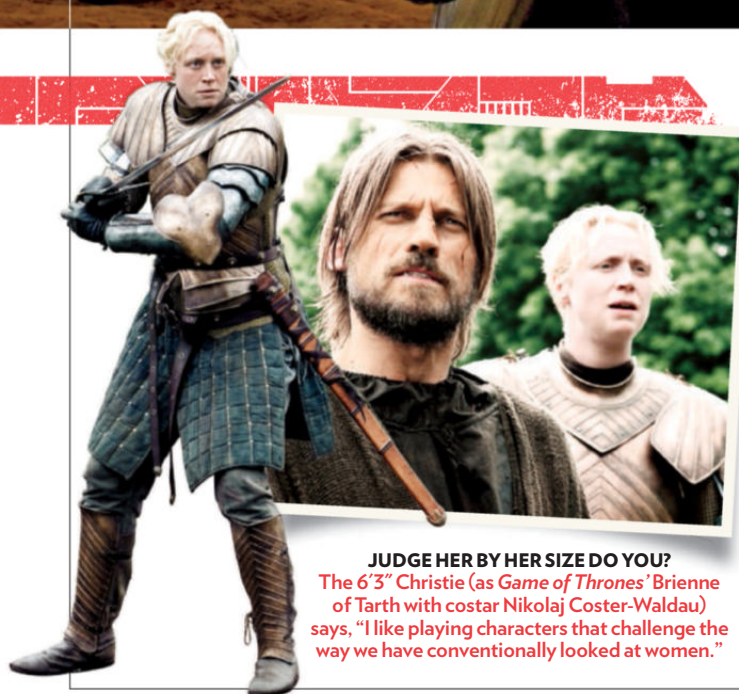 JUDGE HER BY HER SIZE DO YOU?
The 6′3″ Christie (as Game of Thrones’ Brienne
of Tarth with costar Nikolaj Coster-Waldau)
says, “I like playing characters that challenge the
way we have conventionally looked at women.”